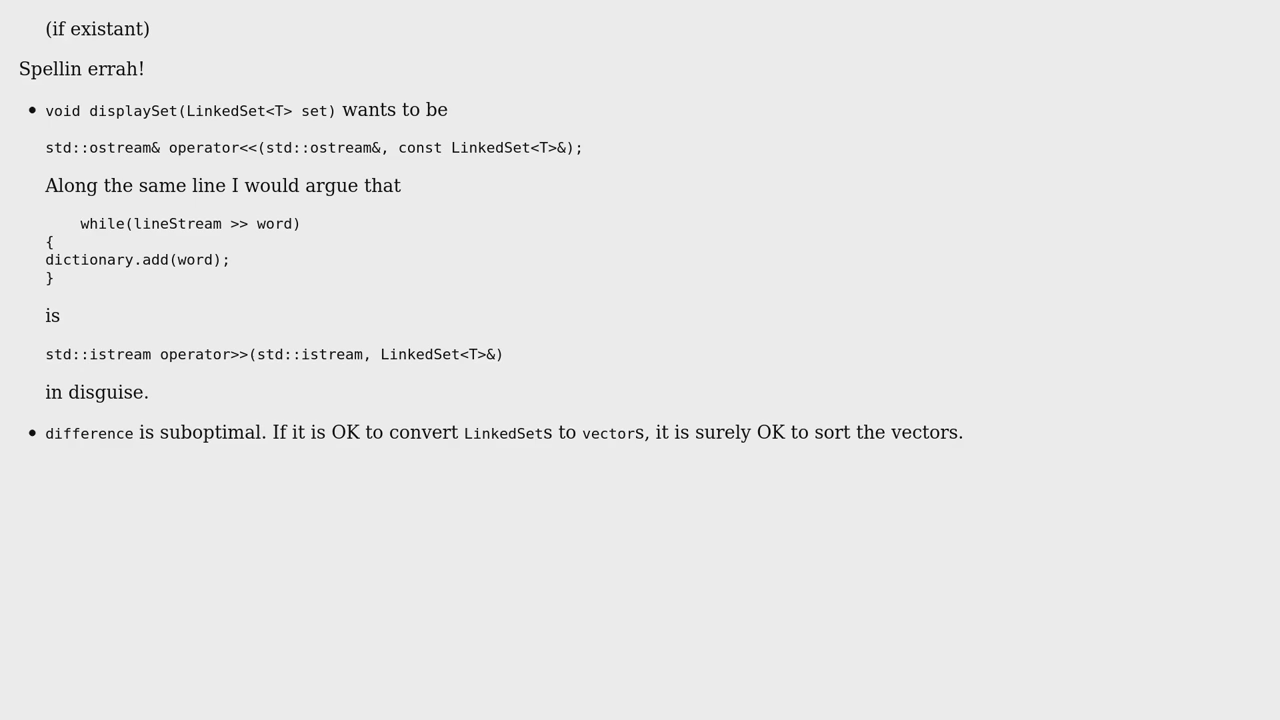 (if existant)
Spellin errah!
• void displaySet(LinkedSet<T> set) wants to be
std::ostream& operator<<(std::ostream&, const LinkedSet<T>&);
Along the same line I would argue that
    while(lineStream >> word)
{
dictionary.add(word);
}
is
std::istream operator>>(std::istream, LinkedSet<T>&)
in disguise.
• difference is suboptimal. If it is OK to convert LinkedSets to vectors, it is surely OK to sort the vectors.